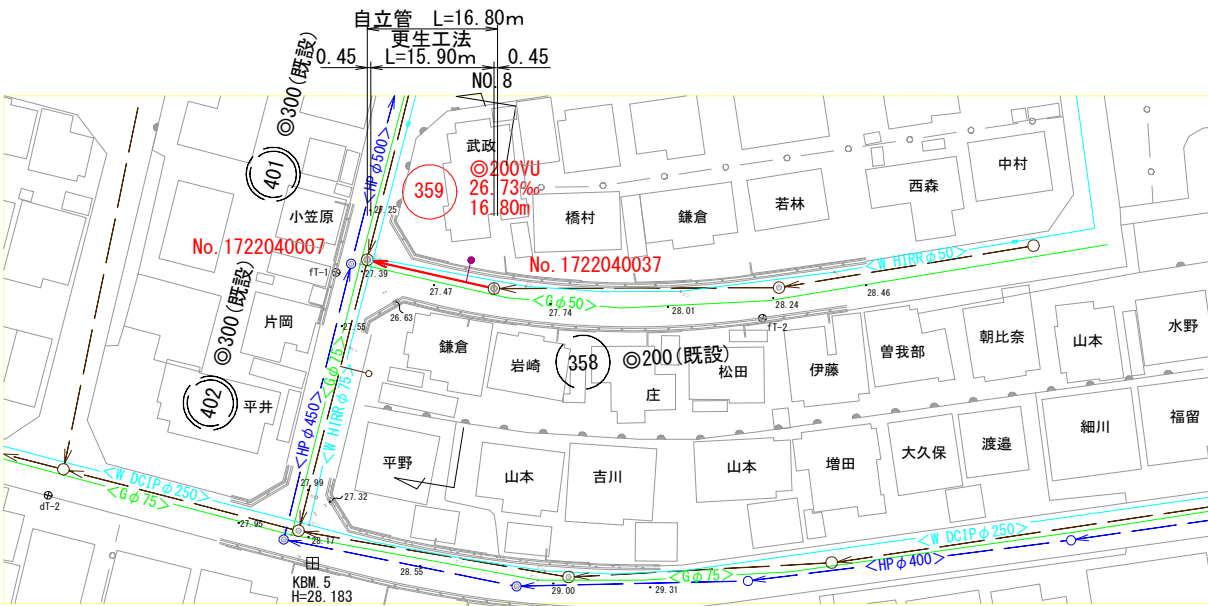 自立管 L=16.80m
更生工法
0.45 L=15.90m 0.45
NO.8
◎300(既設)
401
<HPφ500>
武政
359
◎200VU
26.73‰
16.80m
中村
西森
若林
鎌倉
橋村
小笠原
28.25
No.1722040007
No.1722040037
fT-1
27.39
27.47
<Gφ50>
27.74
28.01
28.24
28.46
<W HIRRφ50>
fT-2
◎300(既設)
402
片岡
平井
27.55
26.63
<Gφ75>
<W HIRRφ75>
<HPφ450>
鎌倉
岩崎
358
◎200(既設)
庄
松田
伊藤
曽我部
朝比奈
山本
水野
平野
山本
吉川
山本
増田
大久保
渡邉
細川
福留
<W DCIPφ250>
<Gφ75>
dT-2
27.99
27.32
27.95
28.17
KBM.5
H=28.183
28.55
29.00
29.31
<Gφ75>
<W DCIPφ250>
<HPφ400>